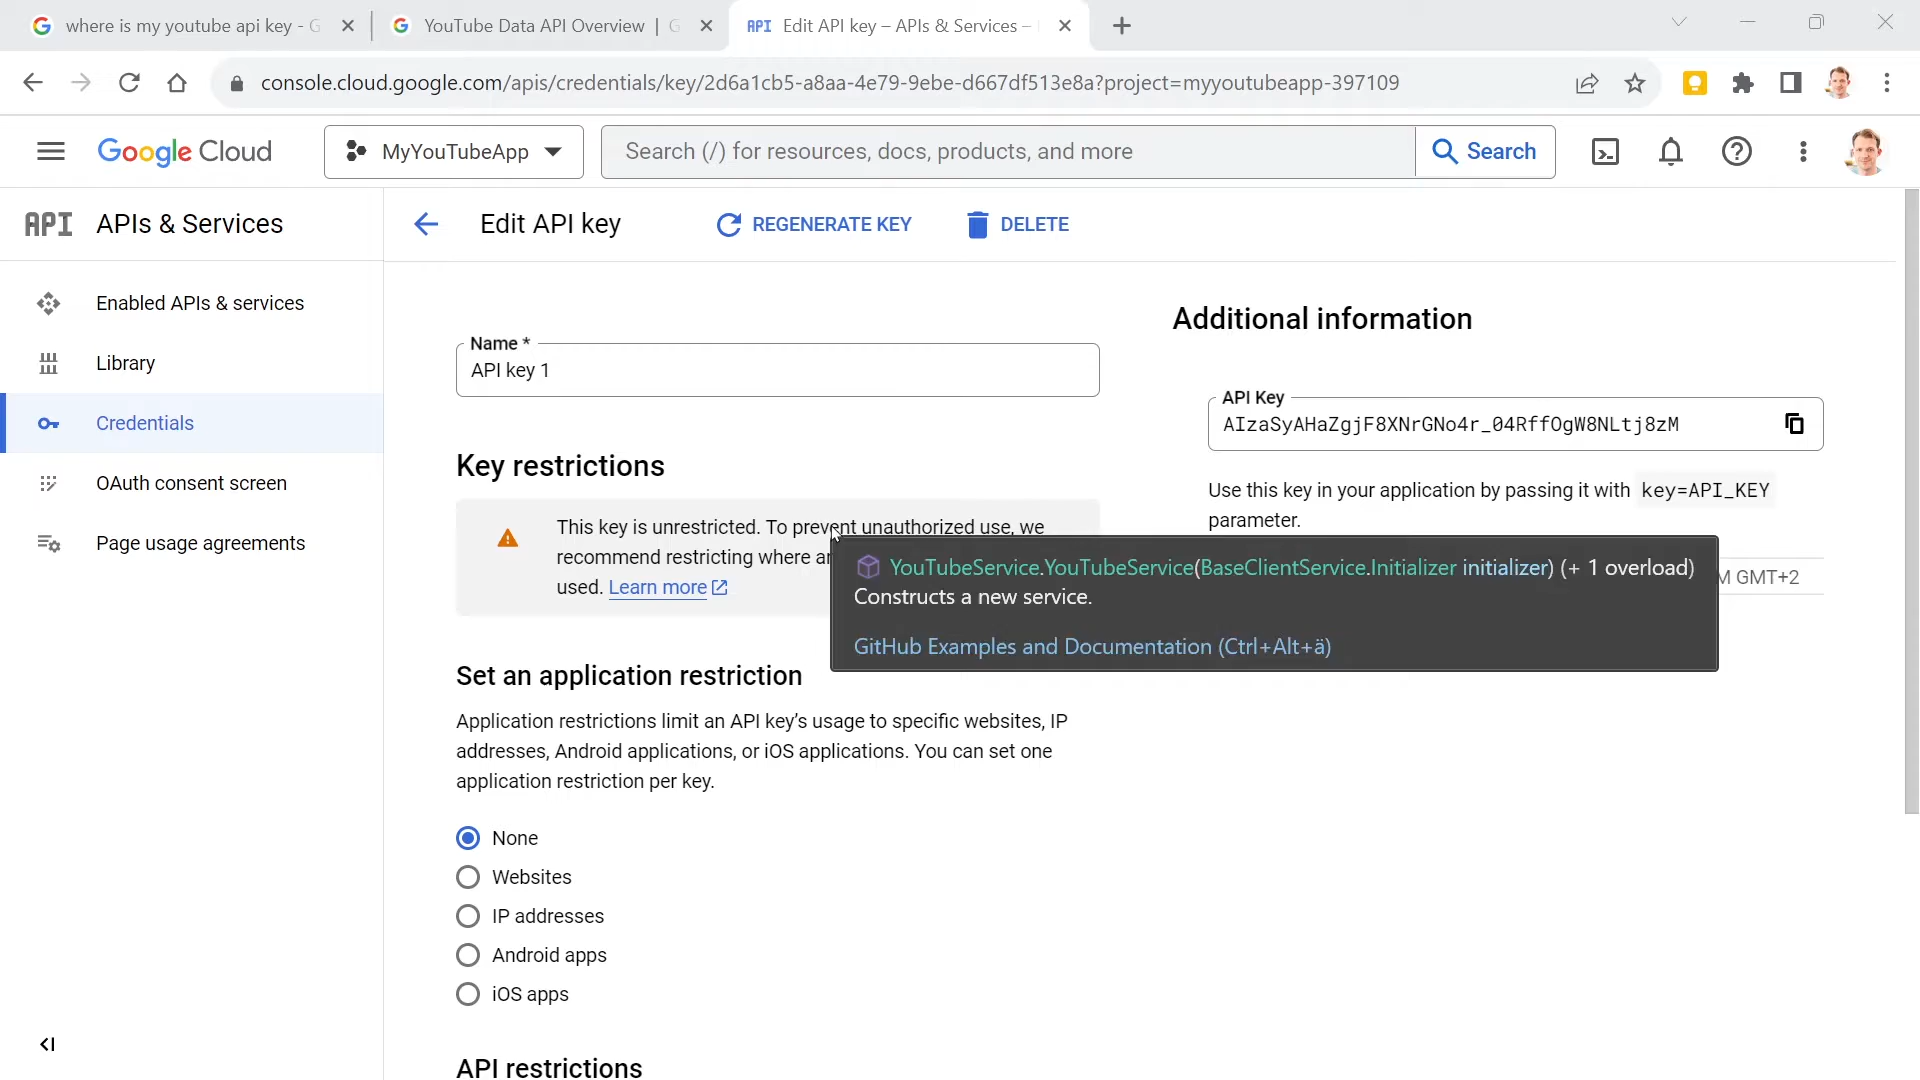 where is my youtube api key - G
YouTube Data API Overview | G
API Edit API key – APIs & Services –
console.cloud.google.com/apis/credentials/key/2d6a1cb5-a8aa-4e79-9ebe-d667df513e8a?project=myyoutubeapp-397109
Google Cloud
MyYouTubeApp
Search (/) for resources, docs, products, and more
Search
API APIs & Services
Edit API key
REGENERATE KEY
DELETE
Enabled APIs & services
Library
Credentials
OAuth consent screen
Page usage agreements
Name *
API key 1
Key restrictions
This key is unrestricted. To prevent unauthorized use, we
recommend restricting where
used. Learn more
Set an application restriction
Application restrictions limit an API key’s usage to specific websites, IP
addresses, Android applications, or iOS applications. You can set one
application restriction per key.
None
Websites
IP addresses
Android apps
iOS apps
API restrictions
Additional information
API Key
AIzaSyAHaZgjF8XNrGNo4r_04RffOgW8NLtj8zM
Use this key in your application by passing it with key=API_KEY
parameter.
M GMT+2
YouTubeService.YouTubeService(BaseClientService.Initializer initializer) (+ 1 overload)
Constructs a new service.
GitHub Examples and Documentation (Ctrl+Alt+ä)